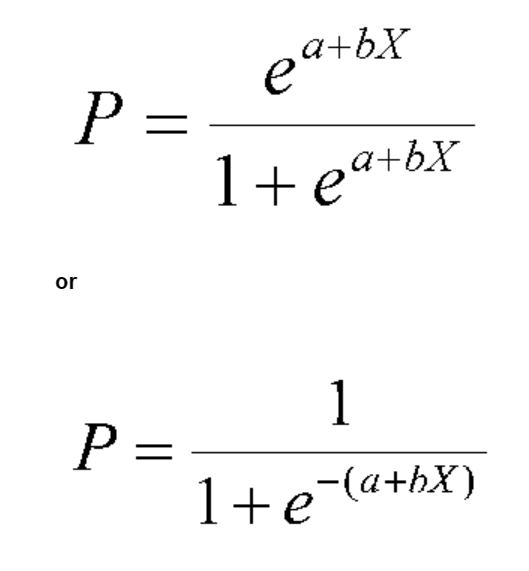 P = e^{a+bX} / 1 + e^{a+bX}
or
P = 1 / 1 + e^{-(a+bX)}